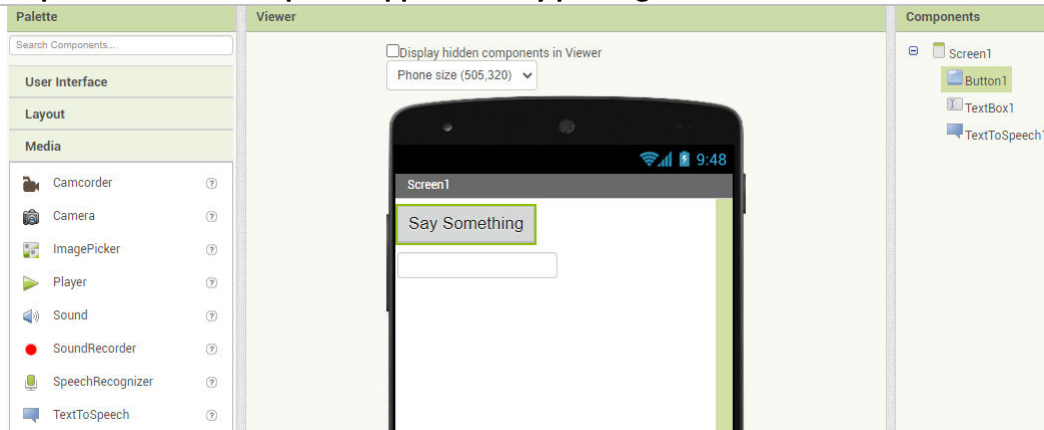 Palette
Viewer
Components
Search Components...
User Interface
Layout
Media
Camcorder
Camera
ImagePicker
Player
Sound
SoundRecorder
SpeechRecognizer
TextToSpeech
Display hidden components in Viewer
Phone size (505,320)
9:48
Screen1
Say Something
Screen1
Button1
TextBox1
TextToSpeech1